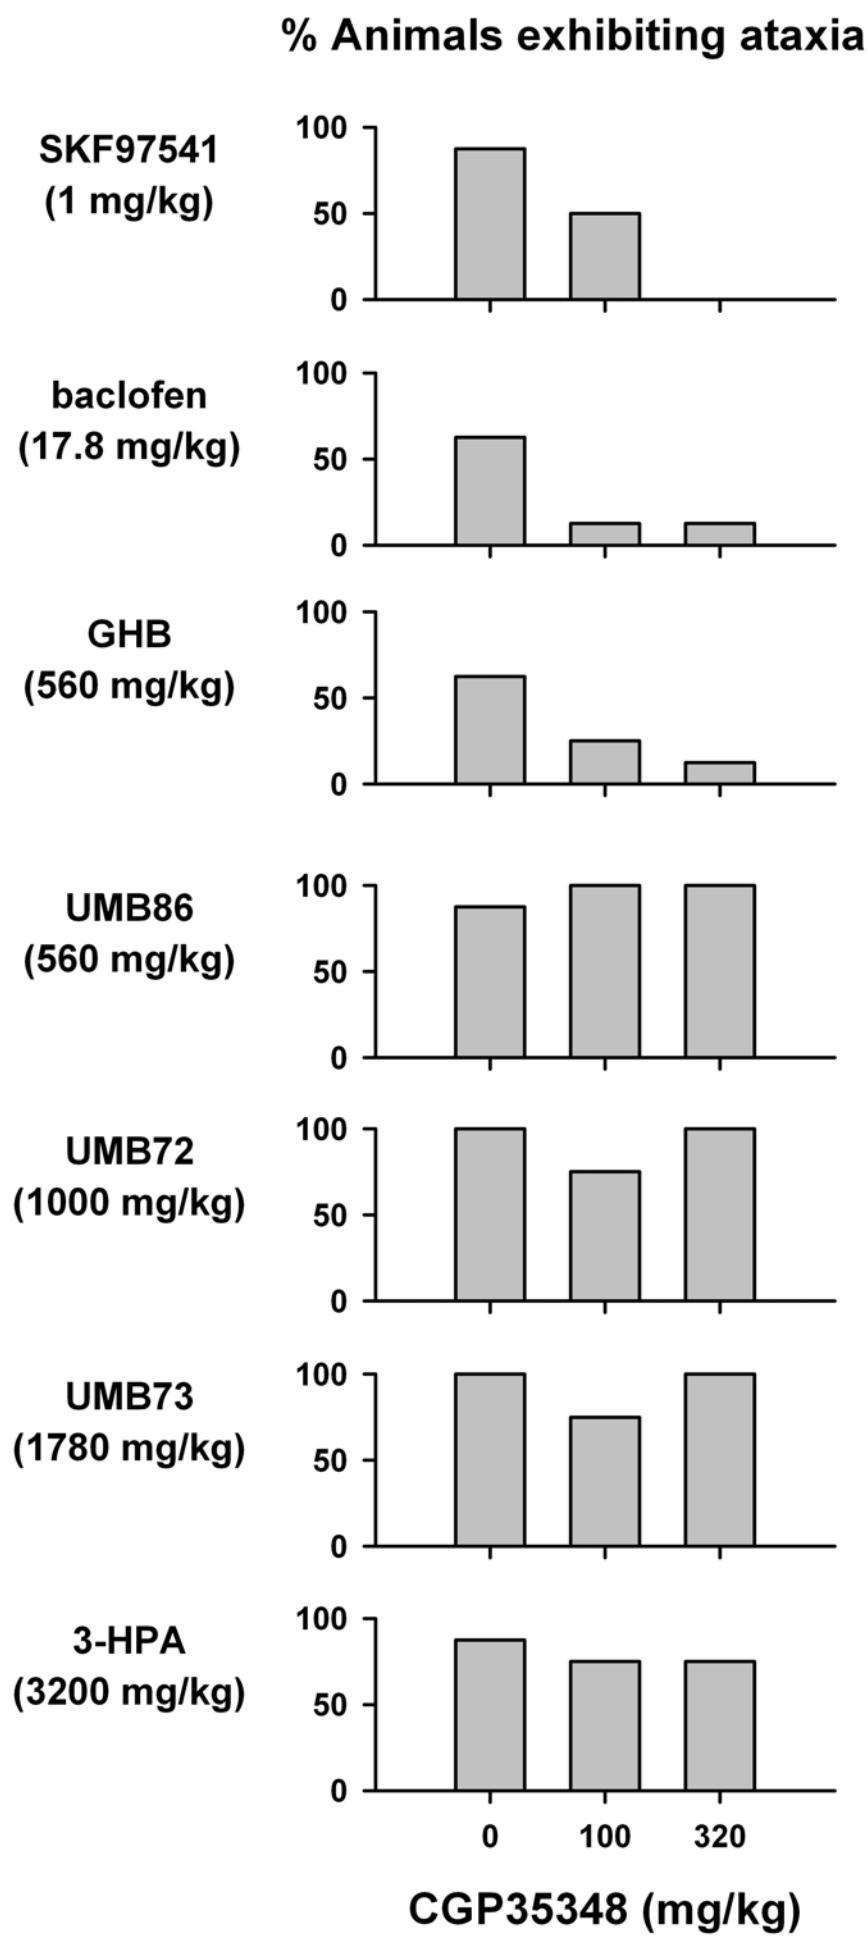 % Animals exhibiting ataxia
SKF97541
(1 mg/kg)
100
50
0
baclofen
(17.8 mg/kg)
100
50
0
GHB
(560 mg/kg)
100
50
0
UMB86
(560 mg/kg)
100
50
0
UMB72
(1000 mg/kg)
100
50
0
UMB73
(1780 mg/kg)
100
50
0
3-HPA
(3200 mg/kg)
100
50
0
0 100 320
CGP35348 (mg/kg)